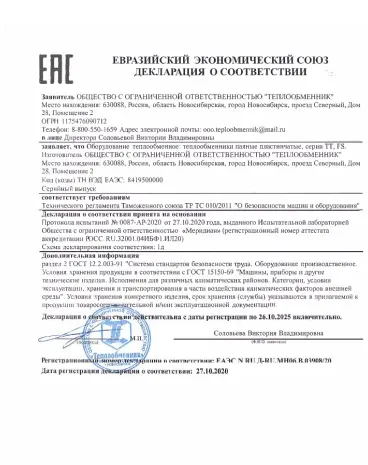 ЕАС
ЕВРАЗИЙСКИЙ ЭКОНОМИЧЕСКИЙ СОЮЗ
ДЕКЛАРАЦИЯ О СООТВЕТСТВИИ
Заявитель ОБЩЕСТВО С ОГРАНИЧЕННОЙ ОТВЕТСТВЕННОСТЬЮ "ТЕПЛООБМЕННИК"
Место нахождения: 630088, Россия, область Новосибирская, город Новосибирск, проезд Северный, Дом
28, Помещение 2
ОГРН 1175476090712
Телефон: 8-800-550-1659 Адрес электронной почты: ooo.teploobmennik@mail.ru
в лице Директора Соловьевой Виктории Владимировны
заявляет, что Оборудование теплообменное: теплообменники паяные пластинчатые, серии TT, FS.
Изготовитель ОБЩЕСТВО С ОГРАНИЧЕННОЙ ОТВЕТСТВЕННОСТЬЮ "ТЕПЛООБМЕННИК"
Место нахождения: 630088, Россия, область Новосибирская, город Новосибирск, проезд Северный, Дом
28, Помещение 2
Код (коды) ТН ВЭД ЕАЭС: 8419500000
Серийный выпуск
соответствует требованиям
Технического регламента Таможенного союза ТР ТС 010/2011 "О безопасности машин и оборудования"
Декларация о соответствии принята на основании
Протокола испытаний № 0087-АР-2020 от 27.10.2020 года, выданного Испытательной лабораторией
Общества с ограниченной ответственностью «Меридиан» (регистрационный номер аттестата
аккредитации РОСС RU.32001.04ИБФ1.ИЛ20)
Схема декларирования соответствия: 1д
Дополнительная информация
раздел 2 ГОСТ 12.2.003-91 "Система стандартов безопасности труда. Оборудование производственное.
Условия хранения продукции в соответствии с ГОСТ 15150-69 "Машины, приборы и другие
технические изделия. Исполнения для различных климатических районов. Категории, условия
эксплуатации, хранения и транспортирования в части воздействия климатических факторов внешней
среды". Условия хранения конкретного изделия, срок хранения (службы) указываются в прилагаемой к
продукции товаросопроводительной и/или эксплуатационной документации.
Декларация о соответствии действительна с даты регистрации по 26.10.2025 включительно.
Соловьева Виктория Владимировна
М.П.
"Теплообменник"
Регистрационный номер декларации о соответствии: ЕАЭС N RU Д-RU.МН06.В.03908/20
Дата регистрации декларации о соответствии: 27.10.2020